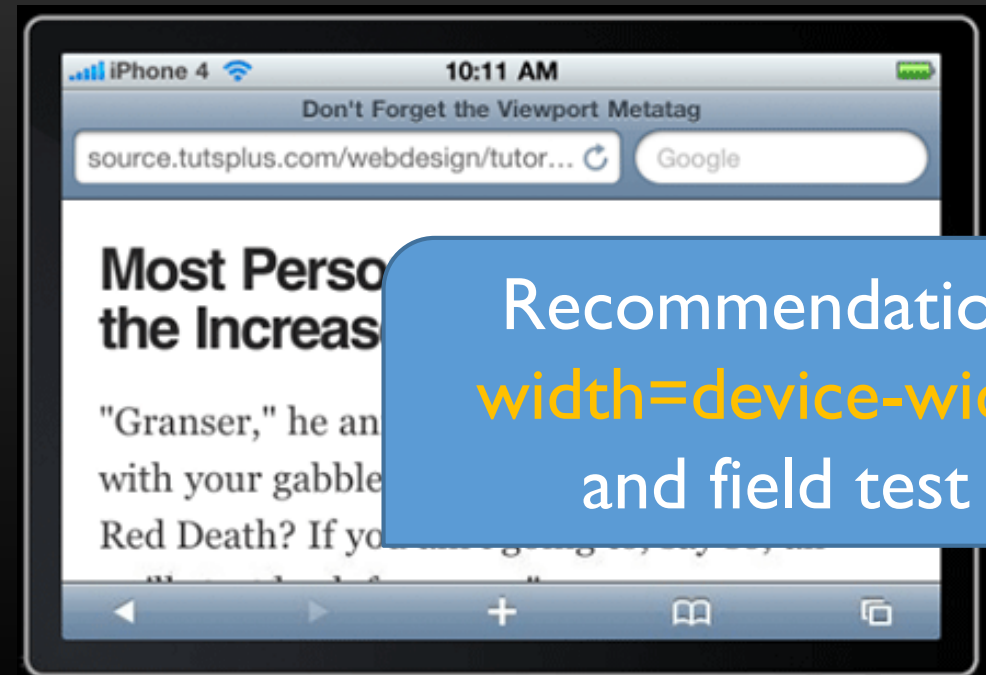 iPhone 4 10:11 AM
Don't Forget the Viewport Metatag
source.tutsplus.com/webdesign/tutor... Google
Most Perso
the Increas
"Granser," he an
with your gabble
Red Death? If yo
Recommendatio
width=device-wid
and field test